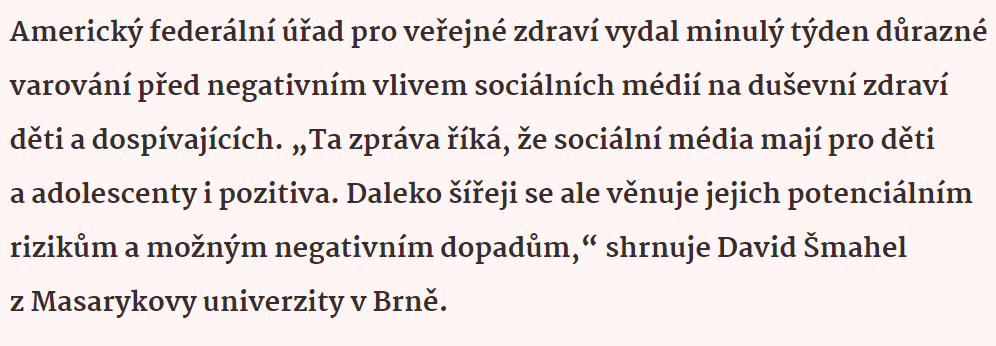 Americký federální úřad pro veřejné zdraví vydal minulý týden důrazné
varování před negativním vlivem sociálních médií na duševní zdraví
děti a dospívajících. „Ta zpráva říká, že sociální média mají pro děti
a adolescenty i pozitiva. Daleko šířeji se ale věnuje jejich potenciálním
rizikům a možným negativním dopadům,“ shrnuje David Šmahel
z Masarykovy univerzity v Brně.